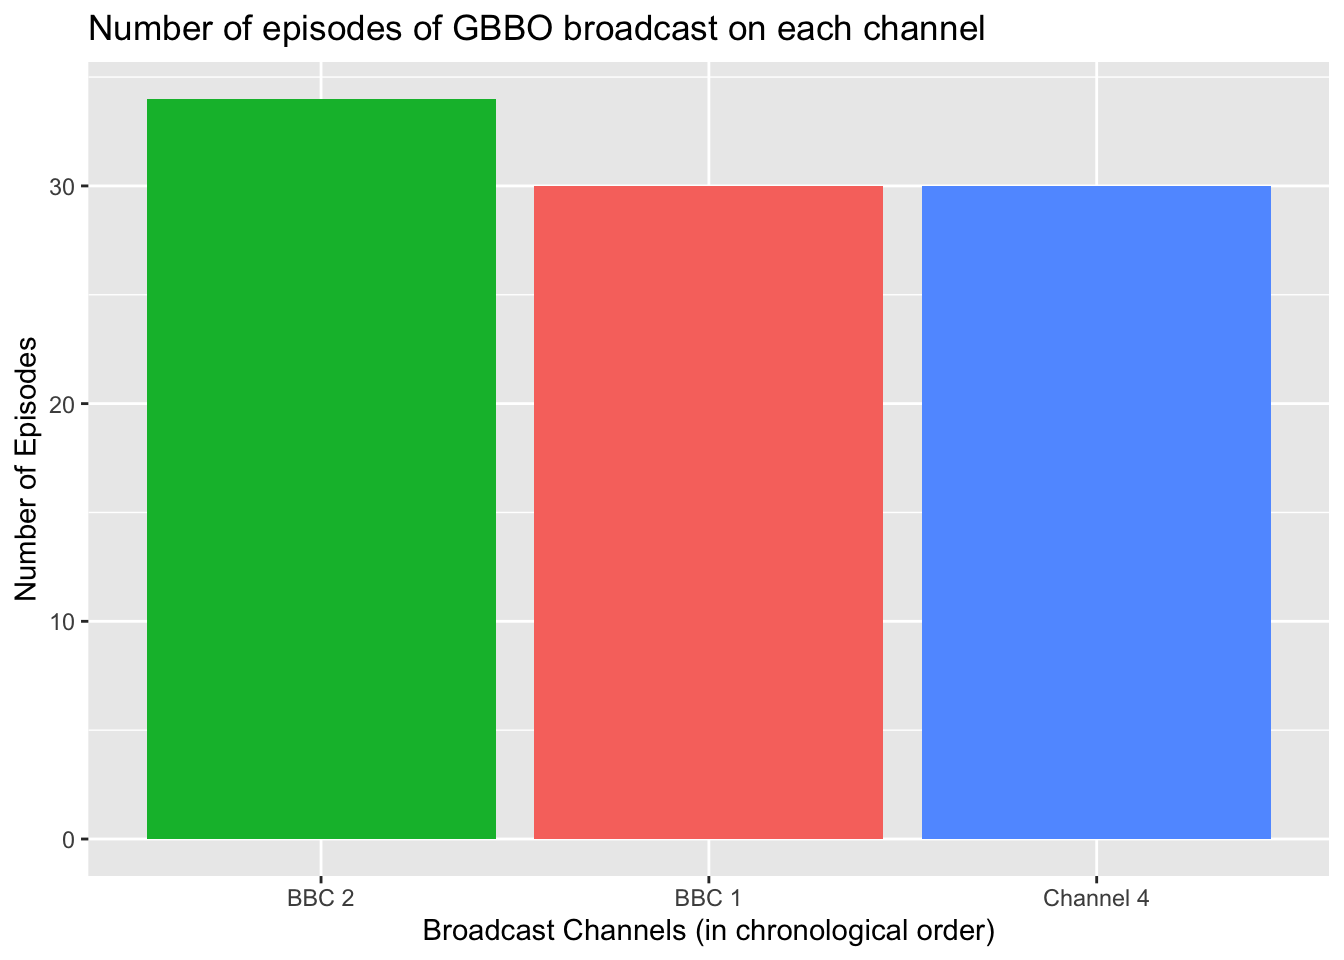 Number of episodes of GBBO broadcast on each channel
Number of Episodes
30
20
10
0
BBC 2
BBC 1
Channel 4
Broadcast Channels (in chronological order)